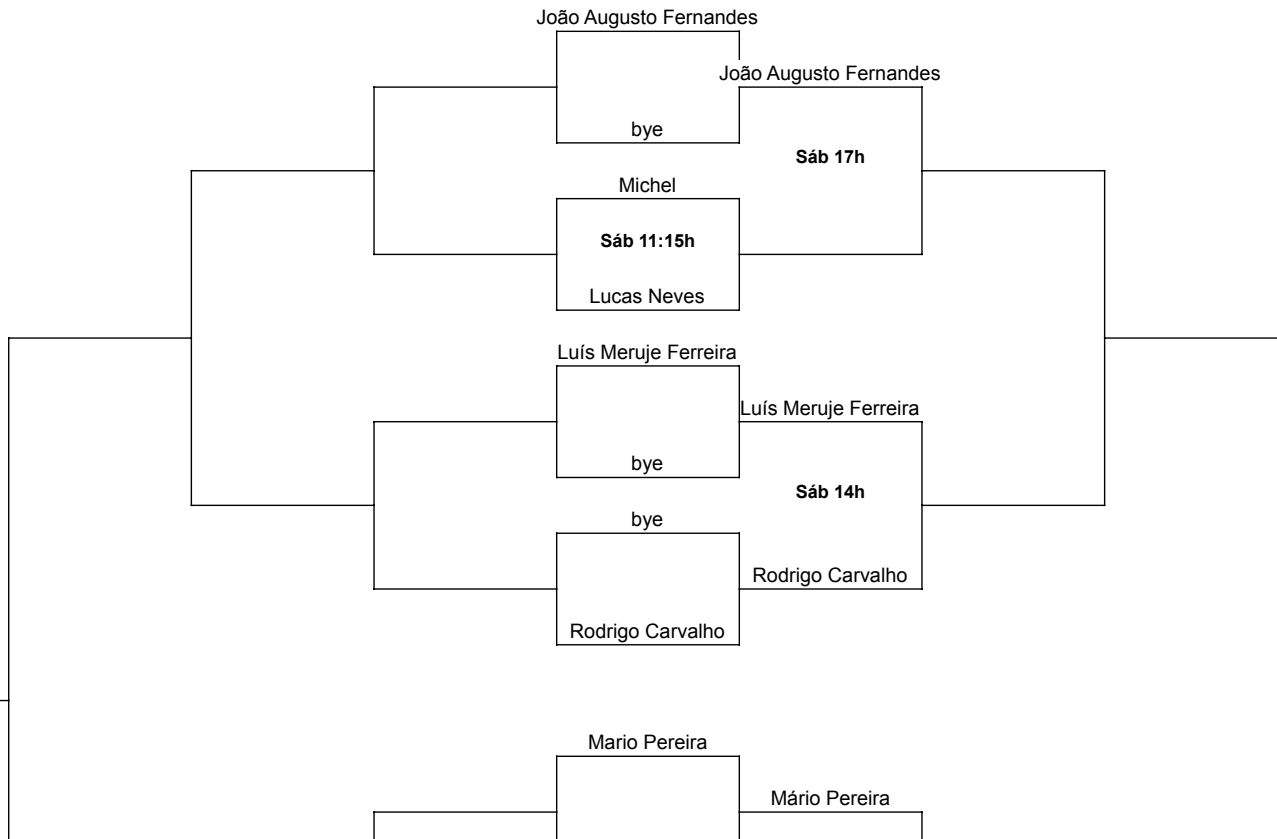 João Augusto Fernandes
João Augusto Fernandes
bye
Sáb 17h
Michel
Sáb 11:15h
Lucas Neves
Luís Meruje Ferreira
Luís Meruje Ferreira
bye
Sáb 14h
bye
Rodrigo Carvalho
Rodrigo Carvalho
Mario Pereira
Mário Pereira